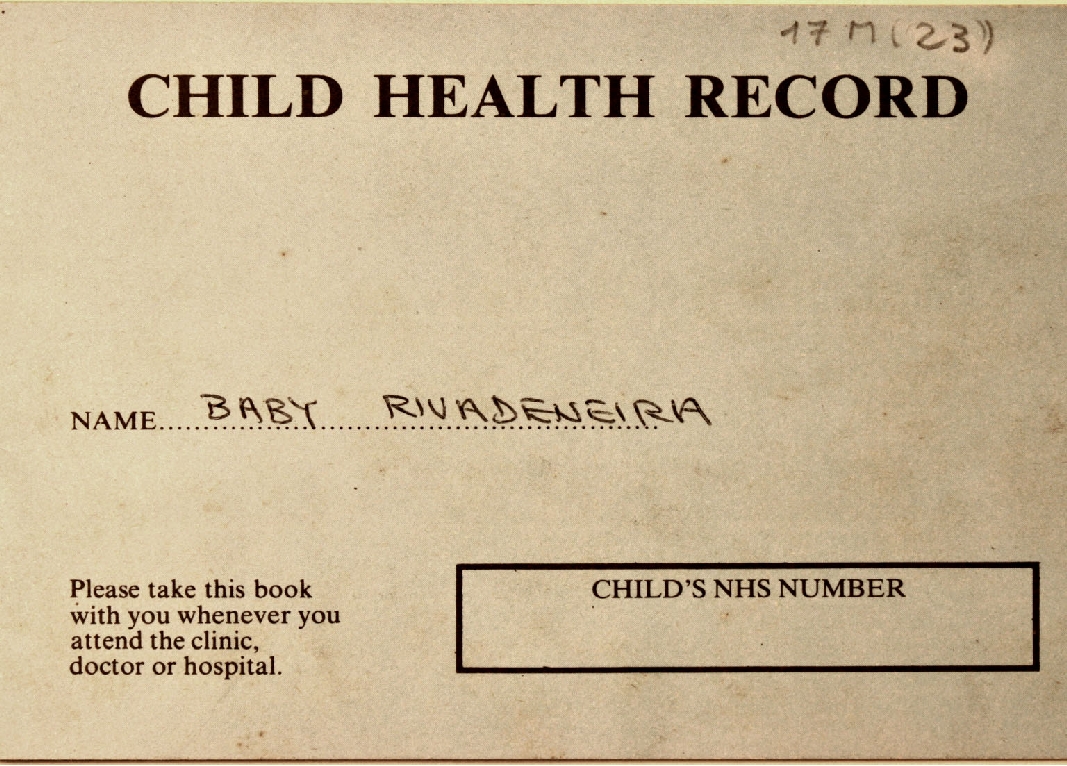 17 M (23)
CHILD HEALTH RECORD
NAME.....BABY RIVADENEIRA
Please take this book
with you whenever you
attend the clinic,
doctor or hospital.
CHILD'S NHS NUMBER